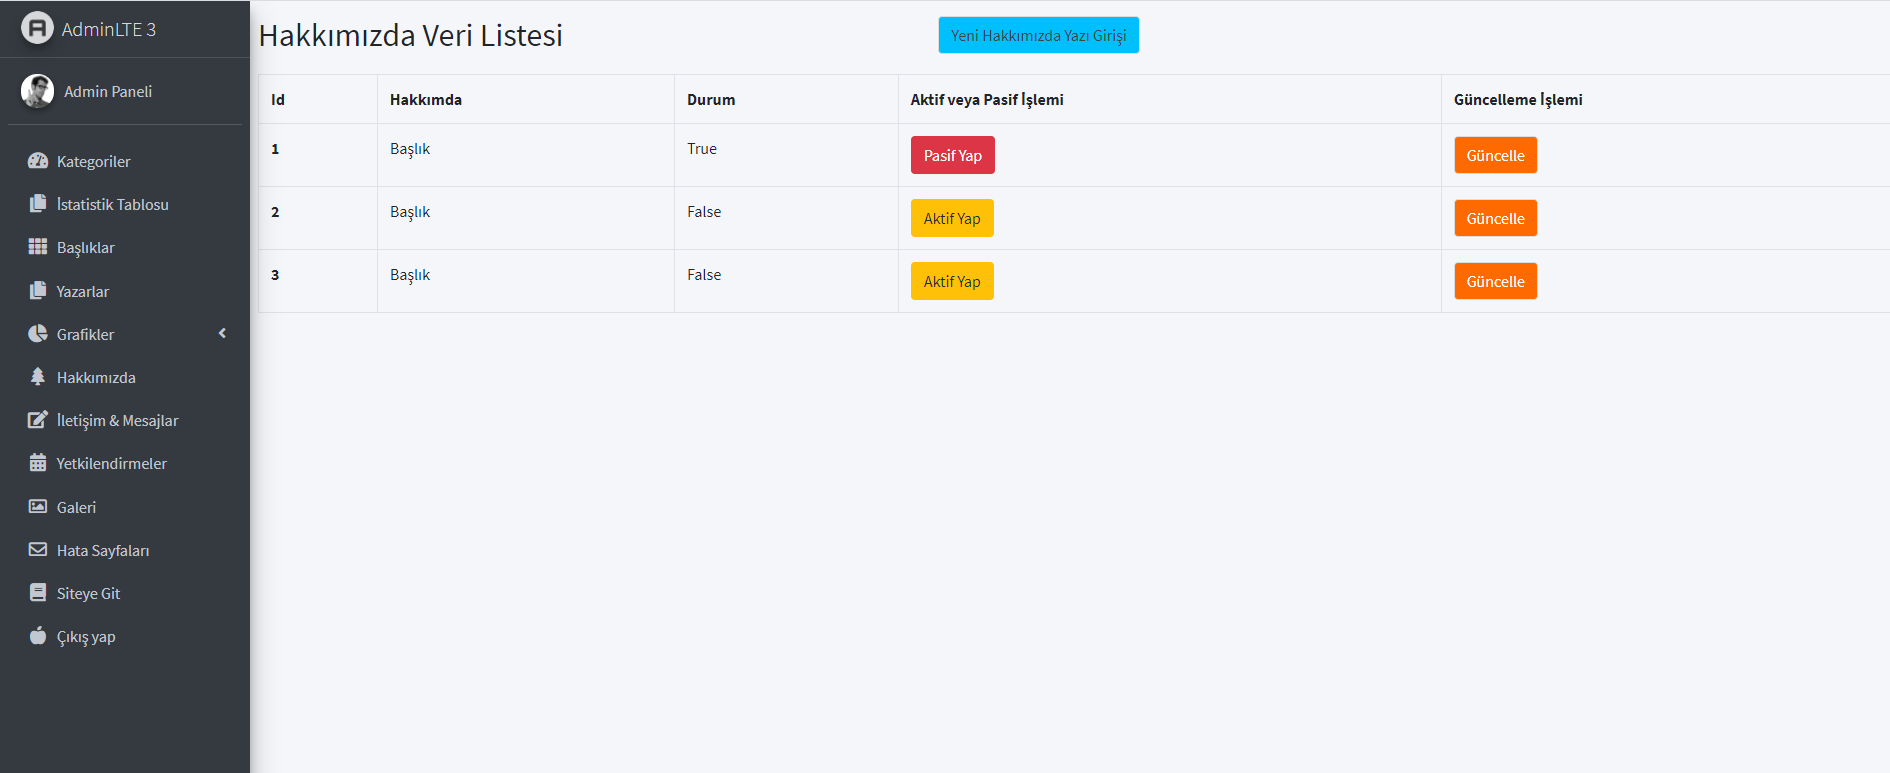 AdminLTE 3
Admin Paneli
Kategoriler
İstatistik Tablosu
Başlıklar
Yazarlar
Grafikler
Hakkımızda
İletişim & Mesajlar
Yetkilendirmeler
Galeri
Hata Sayfaları
Siteye Git
Çıkış yap
Hakkımızda Veri Listesi Yeni Hakkımızda Yazı Girişi
Id Hakkımda Durum Aktif veya Pasif İşlemi Güncelleme İşlemi
1 Başlık True Pasif Yap Güncelle
2 Başlık False Aktif Yap Güncelle
3 Başlık False Aktif Yap Güncelle